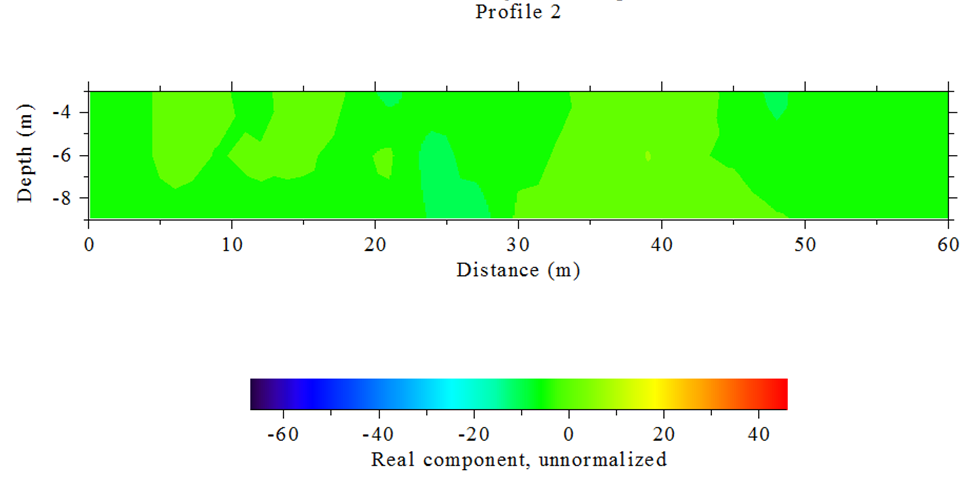 Profile 2
Depth (m)
-4
-6
-8
0 10 20 30 40 50 60
Distance (m)
-60 -40 -20 0 20 40
Real component, unnormalized